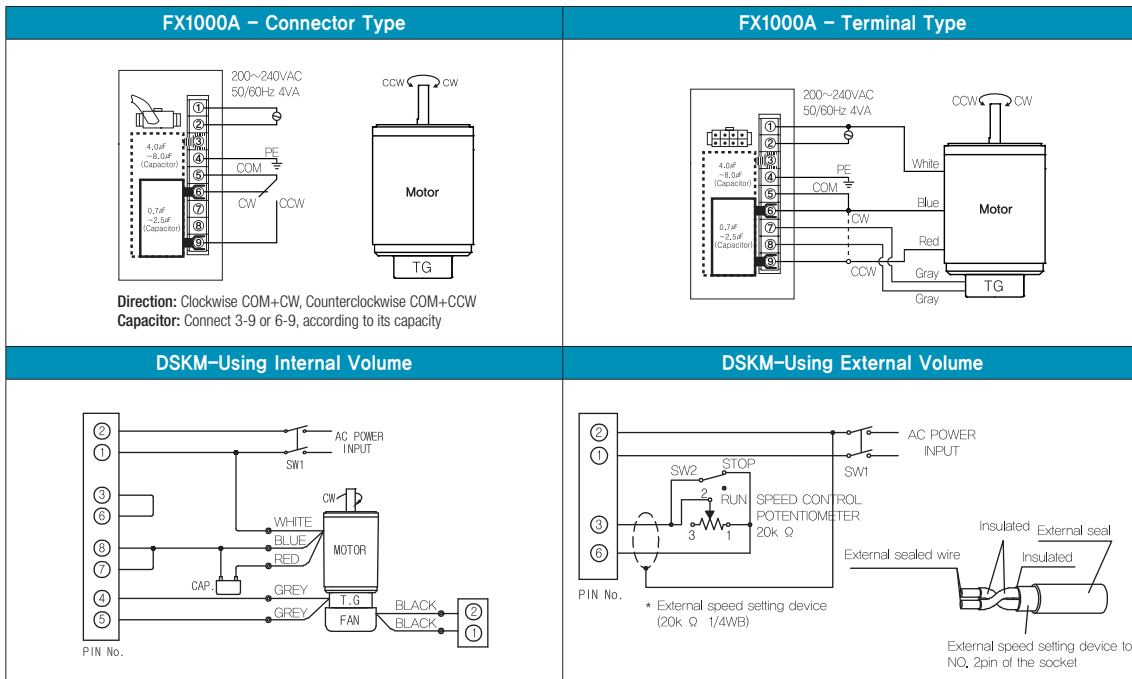 FX1000A - Connector Type
200~240VAC
50/60Hz 4VA
CCW
CW
①
②
③
④
⑤
⑥
⑦
⑧
⑨
4.0㎌
~8.0㎌
(Capacitor)
0.7㎌
~2.5㎌
(Capacitor)
PE
COM
CW
CCW
Motor
TG
Direction: Clockwise COM+CW, Counterclockwise COM+CCW
Capacitor: Connect 3-9 or 6-9, according to its capacity
FX1000A - Terminal Type
200~240VAC
50/60Hz 4VA
CCW
CW
①
②
③
④
⑤
⑥
⑦
⑧
⑨
4.0㎌
~8.0㎌
(Capacitor)
0.7㎌
~2.5㎌
(Capacitor)
White
PE
COM
Blue
CW
Red
CCW
Gray
Gray
Motor
TG
DSKM-Using Internal Volume
②
①
③
⑥
⑧
⑦
④
⑤
PIN No.
AC POWER
INPUT
SW1
CW
WHITE
BLUE
RED
MOTOR
CAP.
GREY
GREY
T.G
FAN
BLACK
BLACK
②
①
DSKM-Using External Volume
②
①
③
⑥
PIN No.
AC POWER
INPUT
SW1
STOP
SW2
RUN
2
3
1
SPEED CONTROL
POTENTIOMETER
20k Ω
* External speed setting device
(20k Ω 1/4WB)
Insulated
External seal
External sealed wire
Insulated
External speed setting device to
NO. 2pin of the socket